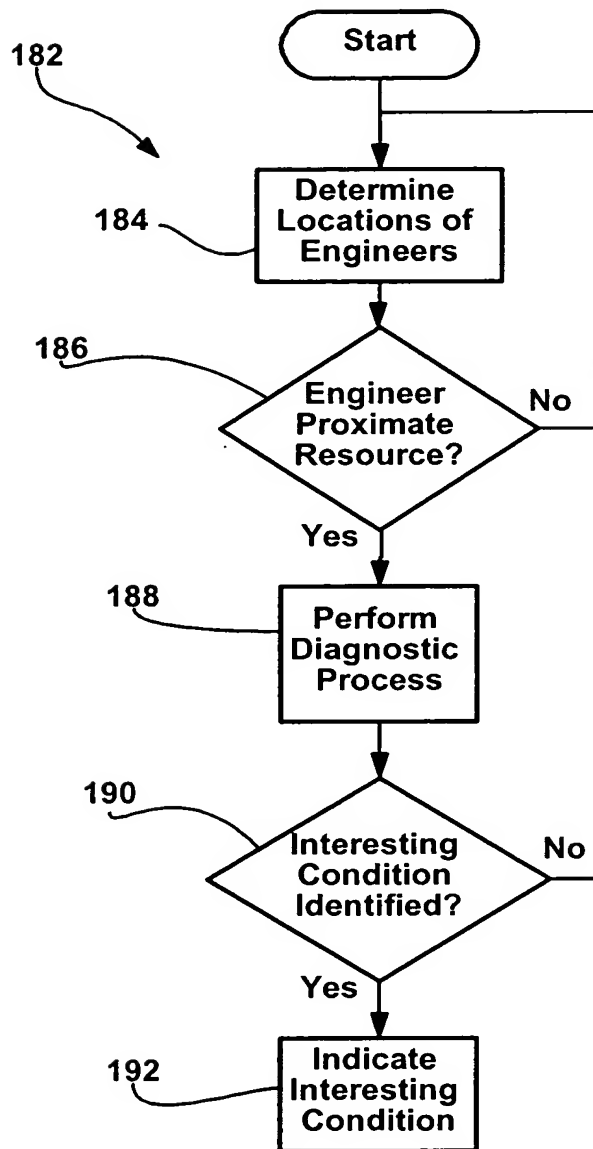 Start
182
Determine
Locations of
Engineers
184
186
Engineer
Proximate
Resource?
No
Yes
188
Perform
Diagnostic
Process
190
Interesting
Condition
Identified?
No
Yes
192
Indicate
Interesting
Condition